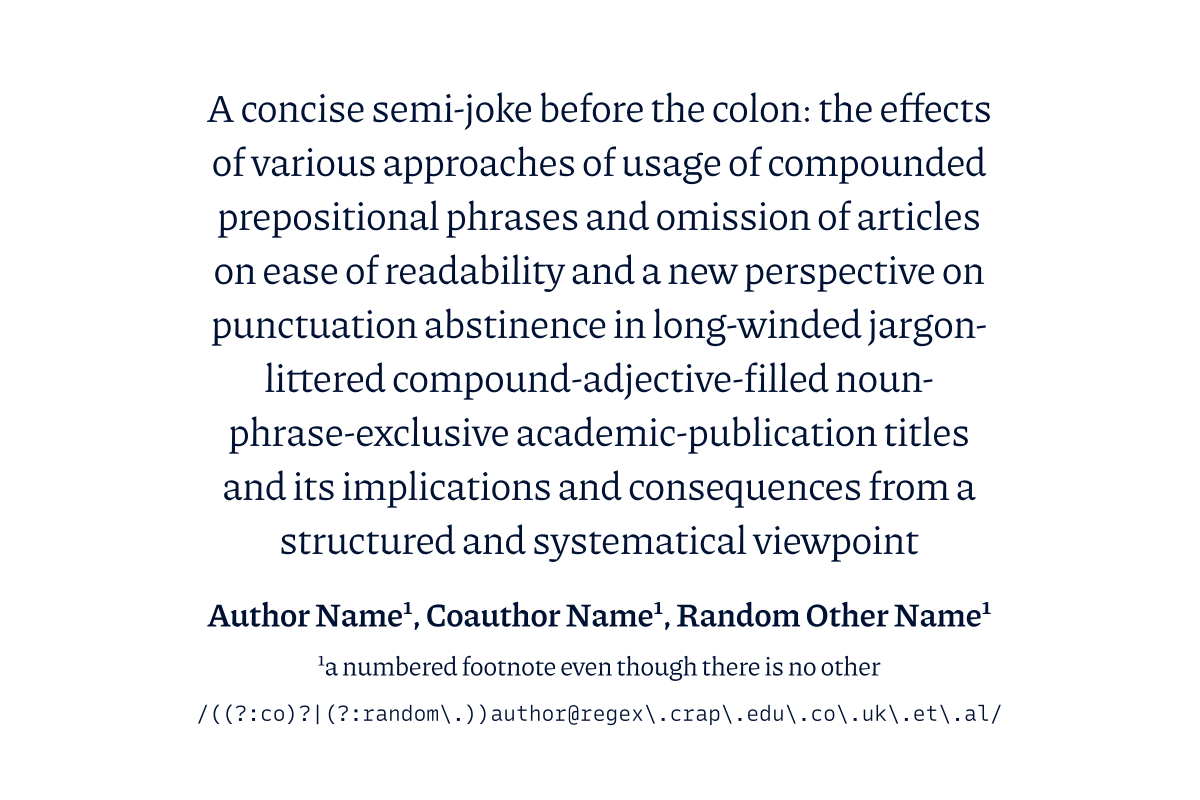 A concise semi-joke before the colon: the effects
of various approaches of usage of compounded
prepositional phrases and omission of articles
on ease of readability and a new perspective on
punctuation abstinence in long-winded jargon-
littered compound-adjective-filled noun-
phrase-exclusive academic-publication titles
and its implications and consequences from a
structured and systematical viewpoint
Author Name¹, Coauthor Name¹, Random Other Name¹
¹a numbered footnote even though there is no other
/((?:co)?|(?:random\.))author@regex\.crap\.edu\.co\.uk\.et\.al/